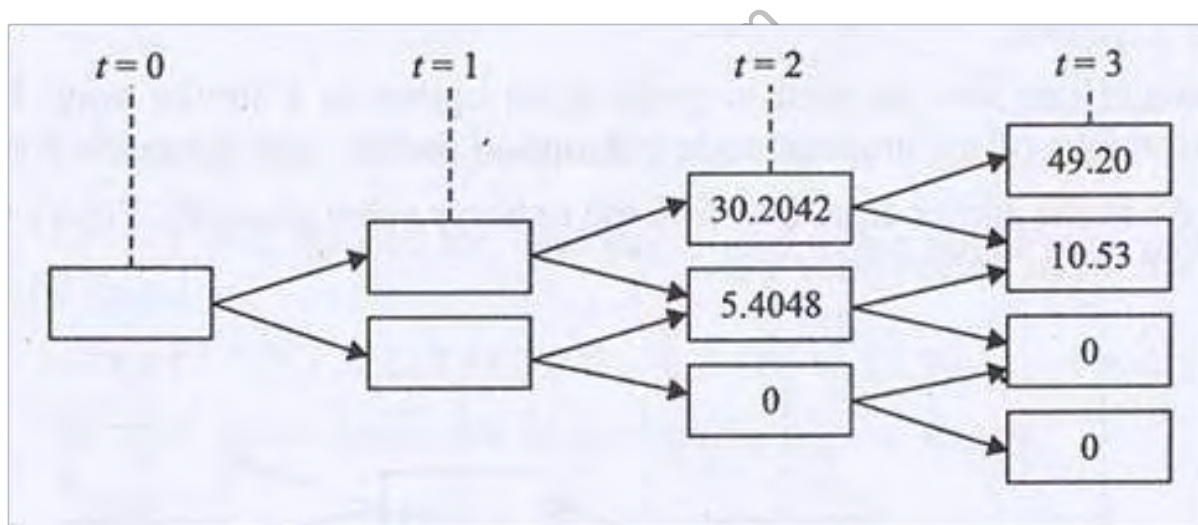 t = 0
t = 1
t = 2
t = 3
49.20
30.2042
10.53
5.4048
0
0
0